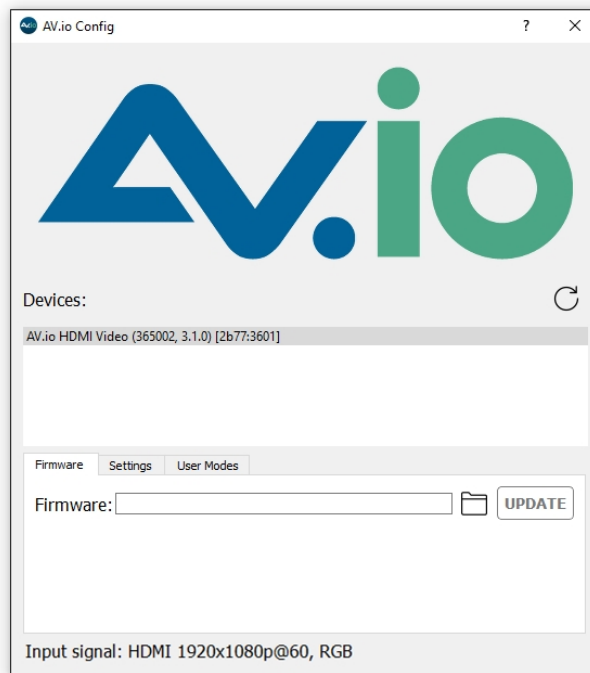 AV.io Config
AV.io
Devices:
AV.io HDMI Video (365002, 3.1.0) [2b77:3601]
Firmware Settings User Modes
Firmware: UPDATE
Input signal: HDMI 1920x1080p@60, RGB